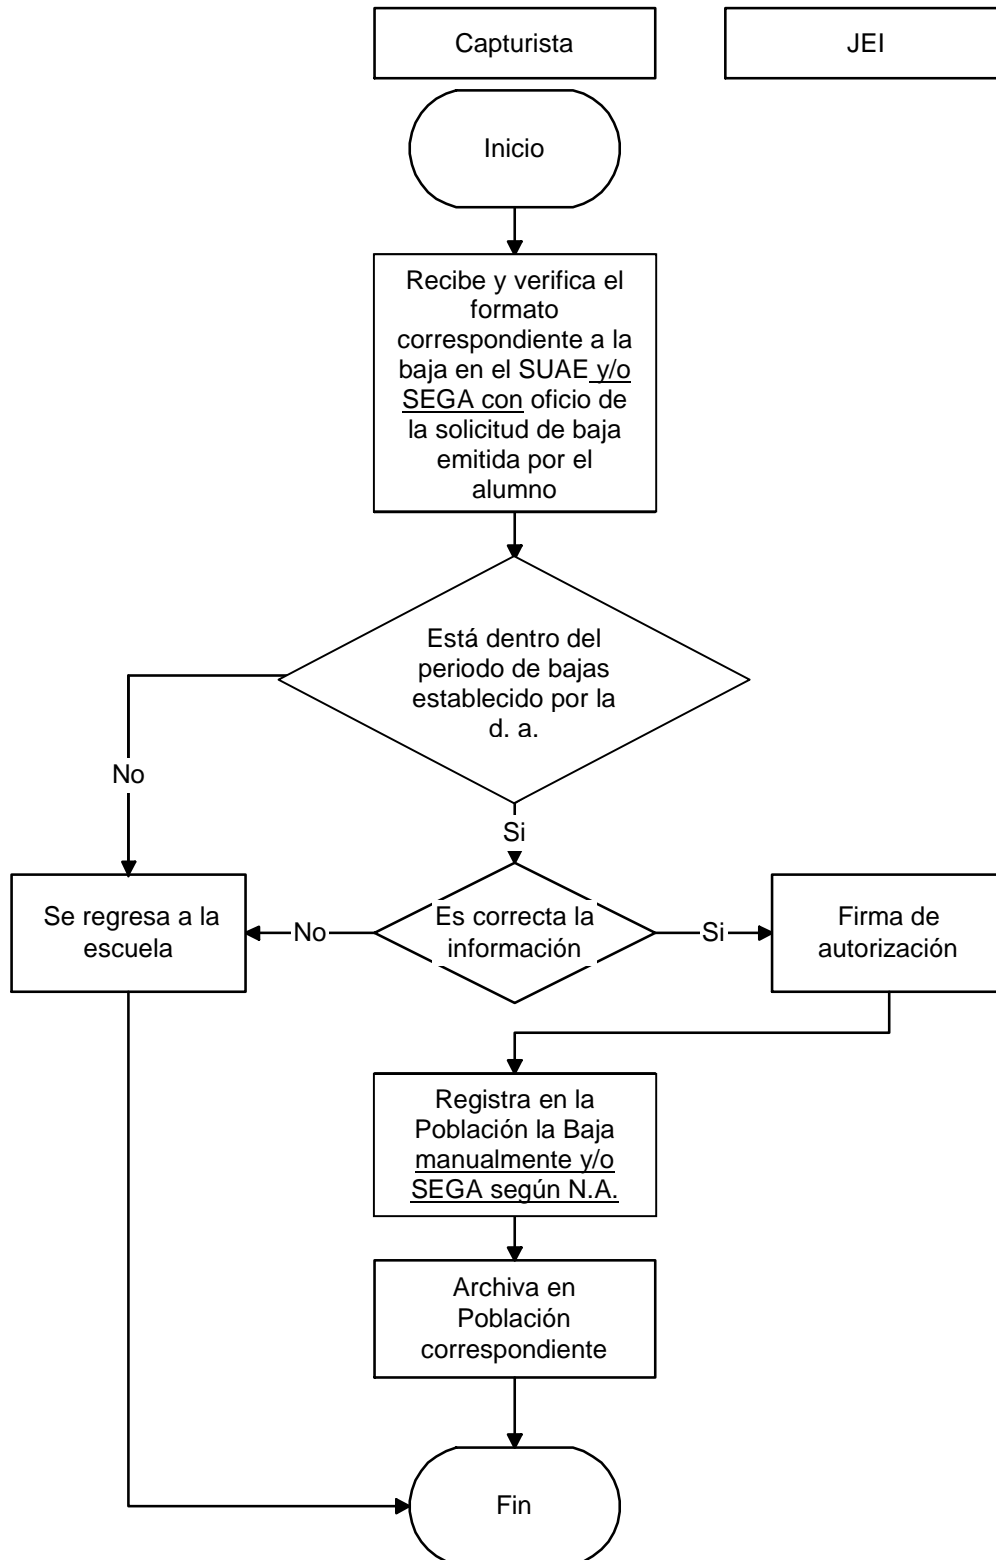 Capturista
JEI
Inicio
Recibe y verifica el
formato
correspondiente a la
baja en el SUAE y/o
SEGA con oficio de
la solicitud de baja
emitida por el
alumno
Está dentro del
periodo de bajas
establecido por la
d. a.
No
Si
Se regresa a la
escuela
No
Es correcta la
información
Si
Firma de
autorización
Registra en la
Población la Baja
manualmente y/o
SEGA según N.A.
Archiva en
Población
correspondiente
Fin